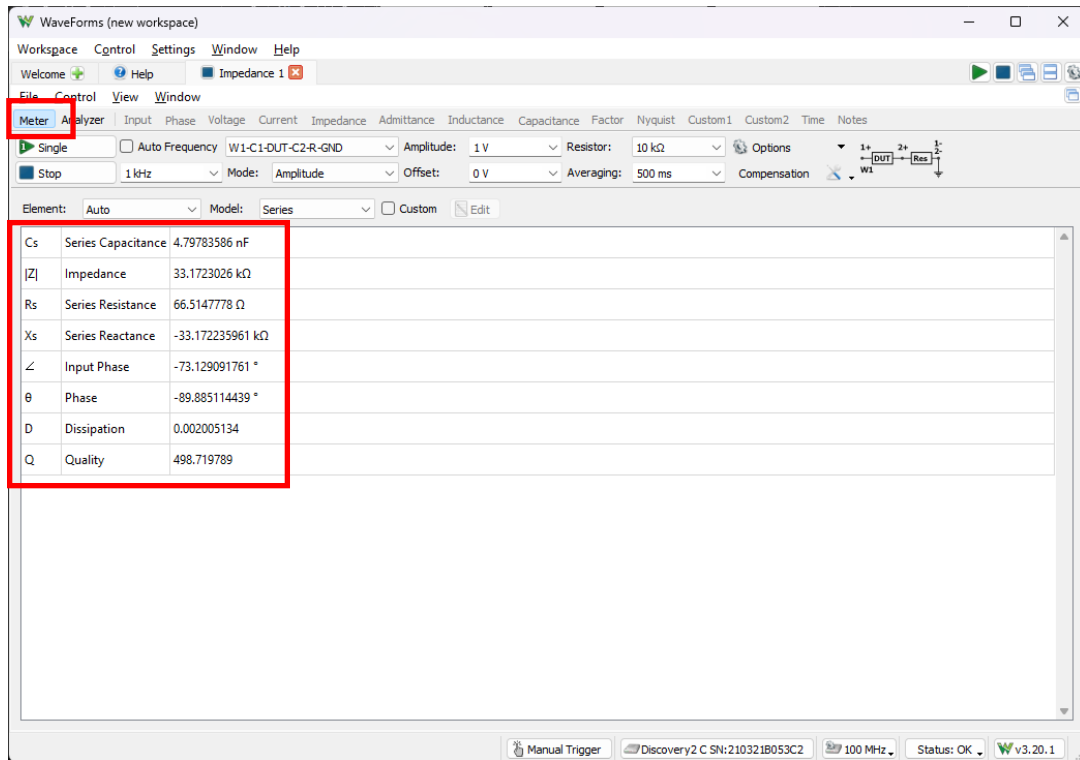 WaveForms (new workspace)
Workspace Control Settings Window Help
Welcome Help Impedance 1
File Control View Window
Meter Analyzer Input Phase Voltage Current Impedance Admittance Inductance Capacitance Factor Nyquist Custom1 Custom2 Time Notes
Single Auto Frequency W1-C1-DUT-C2-R-GND Amplitude: 1 V Resistor: 10 kΩ Options
Stop 1 kHz Mode: Amplitude Offset: 0 V Averaging: 500 ms Compensation
1+ 2+ 1-
2-
DUT Res
W1
Element: Auto Model: Series Custom Edit
Cs Series Capacitance 4.79783586 nF
|Z| Impedance 33.1723026 kΩ
Rs Series Resistance 66.5147778 Ω
Xs Series Reactance -33.172235961 kΩ
∠ Input Phase -73.129091761 °
θ Phase -89.885114439 °
D Dissipation 0.002005134
Q Quality 498.719789
Manual Trigger Discovery2 C SN:210321B053C2 100 MHz Status: OK v3.20.1